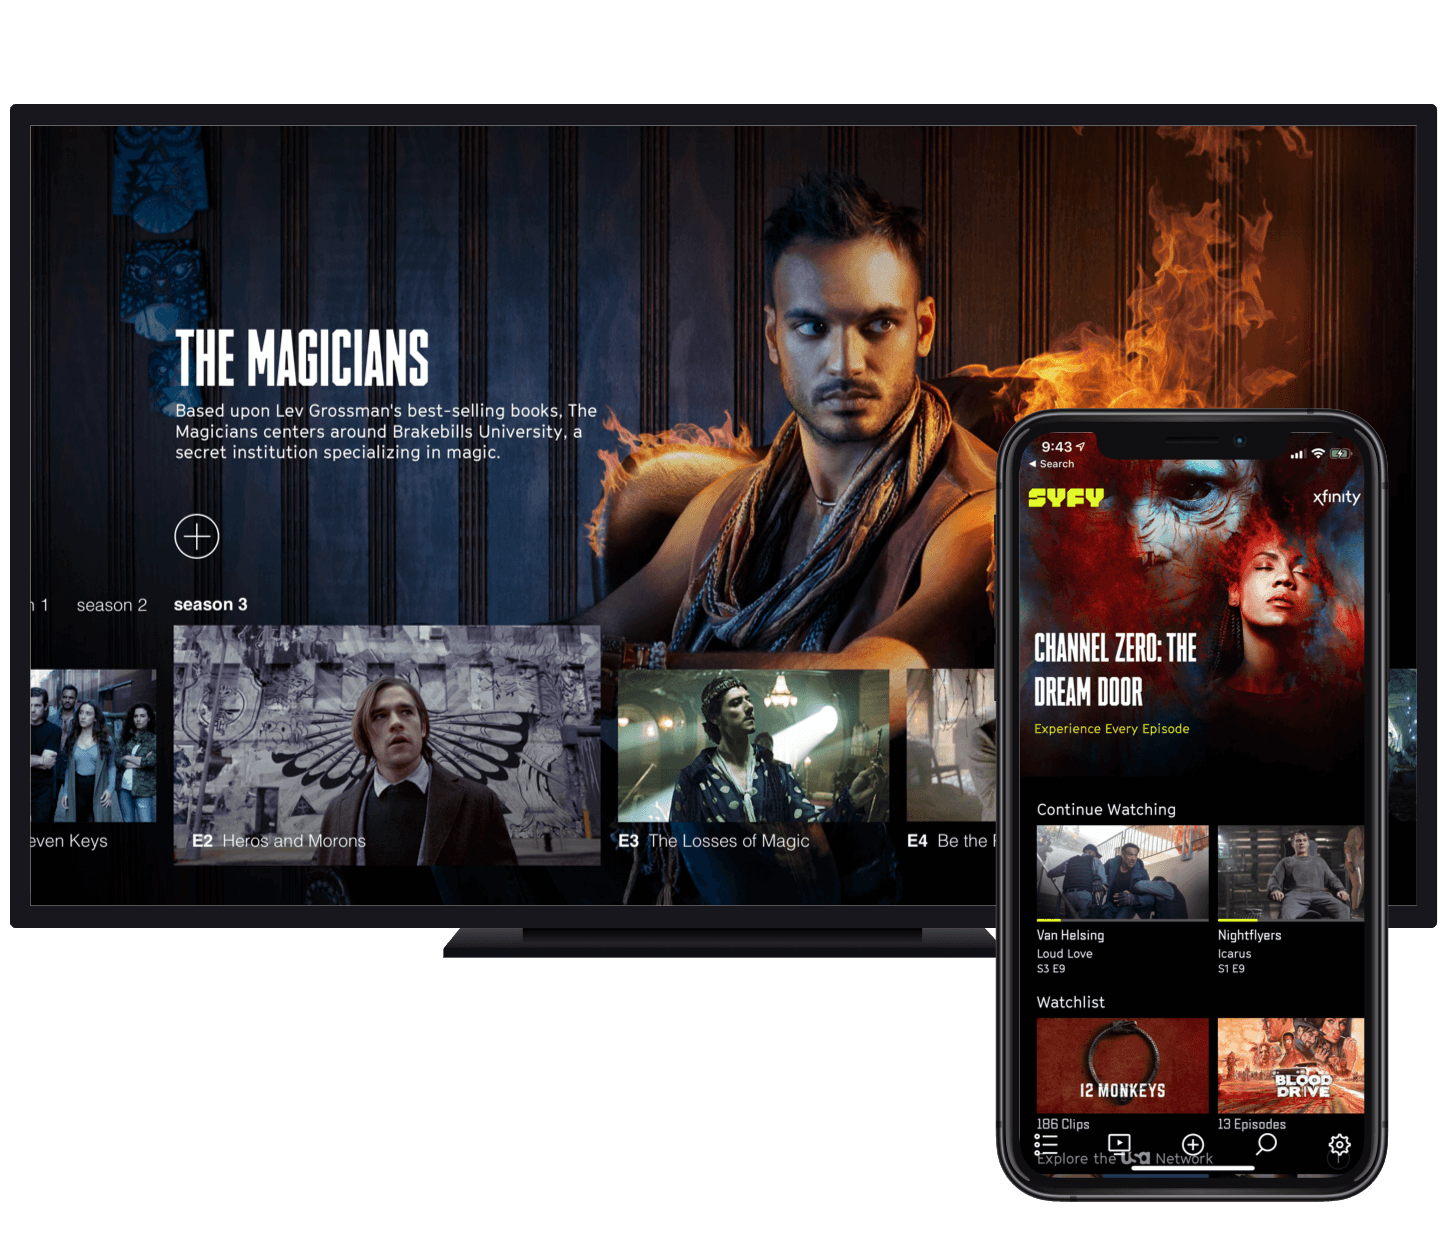 THE MAGICIANS
Based upon Lev Grossman's best-selling books, The
Magicians centers around Brakebills University, a
secret institution specializing in magic.
1 season 2 season 3
Keys
E2 Heros and Morons
E3 The Losses of Magic
E4 Be the
9:43
Search
SYFY
xfinity
CHANNEL ZERO: THE
DREAM DOOR
Experience Every Episode
Continue Watching
Van Helsing
Loud Love
S3 E9
Nightflyers
Icarus
S1 E9
Watchlist
12 MONKEYS
186 Clips
BLOOD
DRIVE
13 Episodes
Explore the usa Network